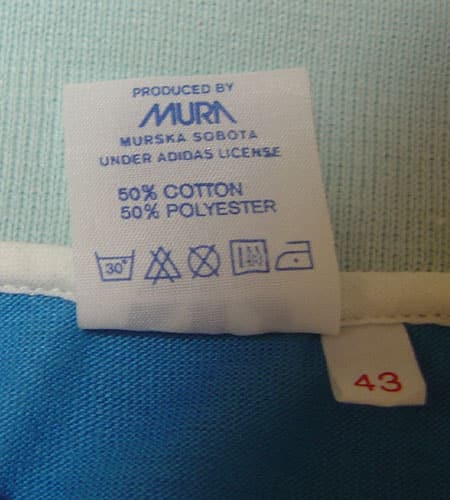 PRODUCED BY
MURA
MURSKA SOBOTA
UNDER ADIDAS LICENSE
50% COTTON
50% POLYESTER
30°
43